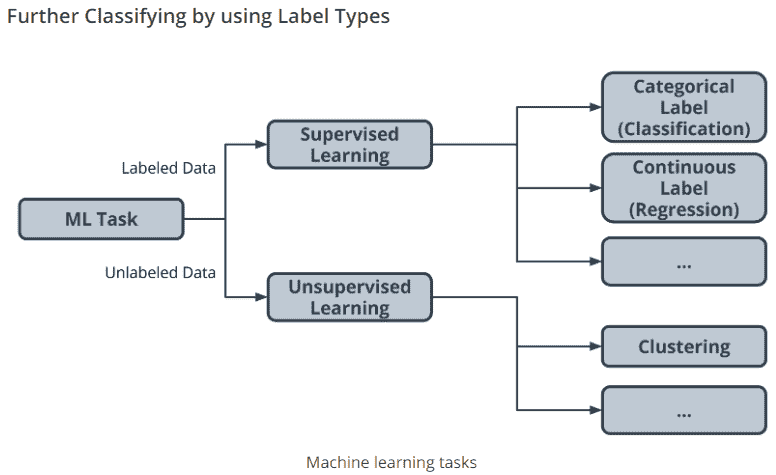 Further Classifying by using Label Types
Categorical
Label
(Classification)
Supervised
Learning
Labeled Data
Continuous
Label
(Regression)
ML Task
...
Unlabeled Data
Unsupervised
Learning
Clustering
...
Machine learning tasks